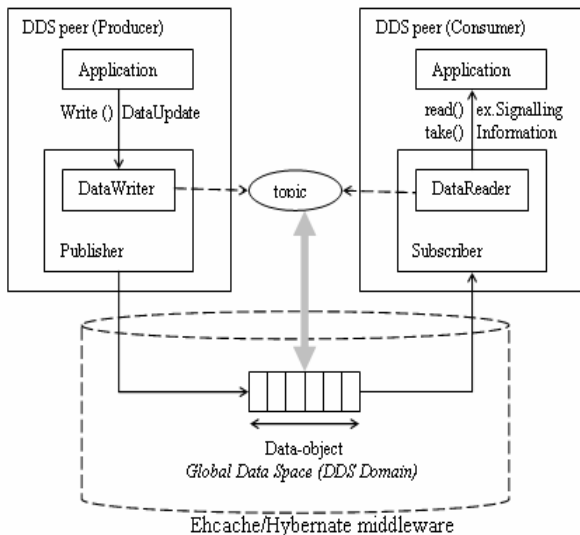 DDS peer (Producer)
Application
Write () DataUpdate
DataWriter
Publisher
topic
DDS peer (Consumer)
Application
read() ex.Signalling
take() Information
DataReader
Subscriber
Data-object
Global Data Space (DDS Domain)
Ehcache/Hybernate middleware